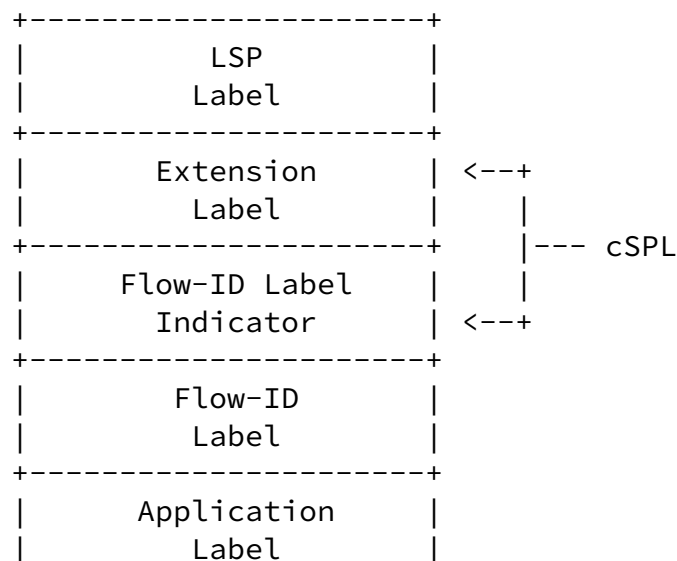 +-----------------------+
|          LSP          |
|         Label         |
+-----------------------+
|       Extension       | <--+
|         Label         |    |
+-----------------------+    |--- cSPL
|     Flow-ID Label     |    |
|       Indicator       | <--+
+-----------------------+
|        Flow-ID        |
|         Label         |
+-----------------------+
|      Application      |
|         Label         |